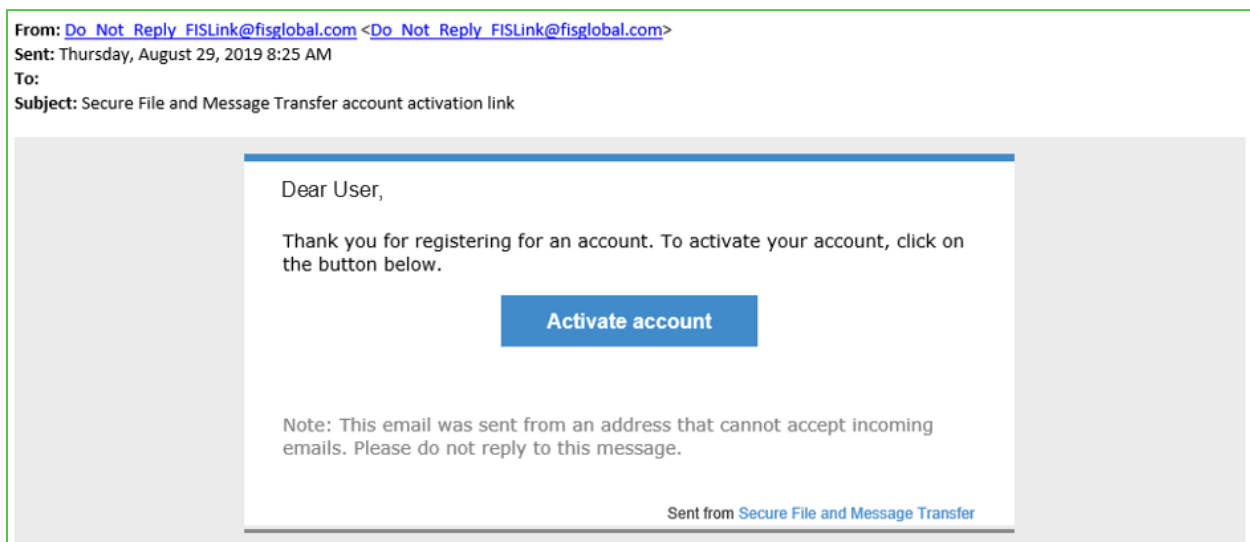 From: Do_Not_Reply_FISLink@fisglobal.com <Do_Not_Reply_FISLink@fisglobal.com>
Sent: Thursday, August 29, 2019 8:25 AM
To:
Subject: Secure File and Message Transfer account activation link
Dear User,
Thank you for registering for an account. To activate your account, click on
the button below.
Activate account
Note: This email was sent from an address that cannot accept incoming
emails. Please do not reply to this message.
Sent from Secure File and Message Transfer